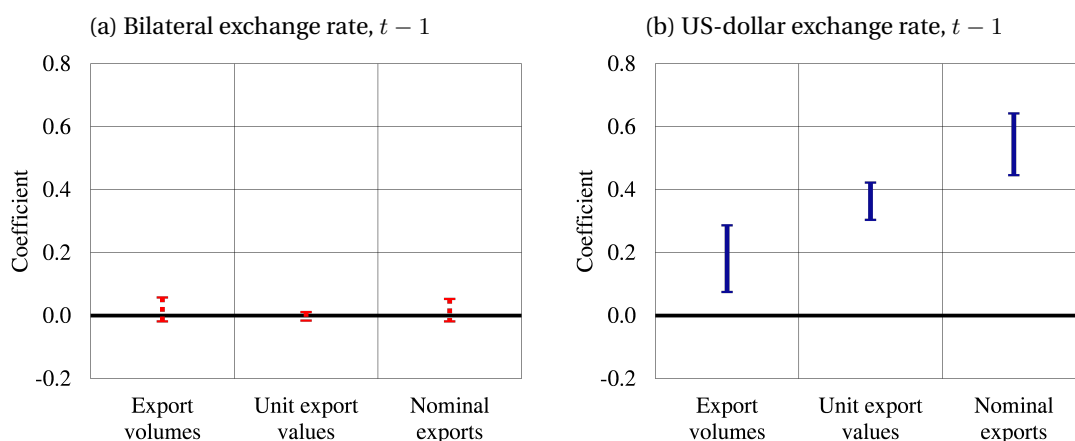 (a) Bilateral exchange rate, t − 1
0.8
0.6
0.4
0.2
0.0
-0.2
Coefficient
Export
volumes
Unit export
values
Nominal
exports
(b) US-dollar exchange rate, t − 1
0.8
0.6
0.4
0.2
0.0
-0.2
Coefficient
Export
volumes
Unit export
values
Nominal
exports